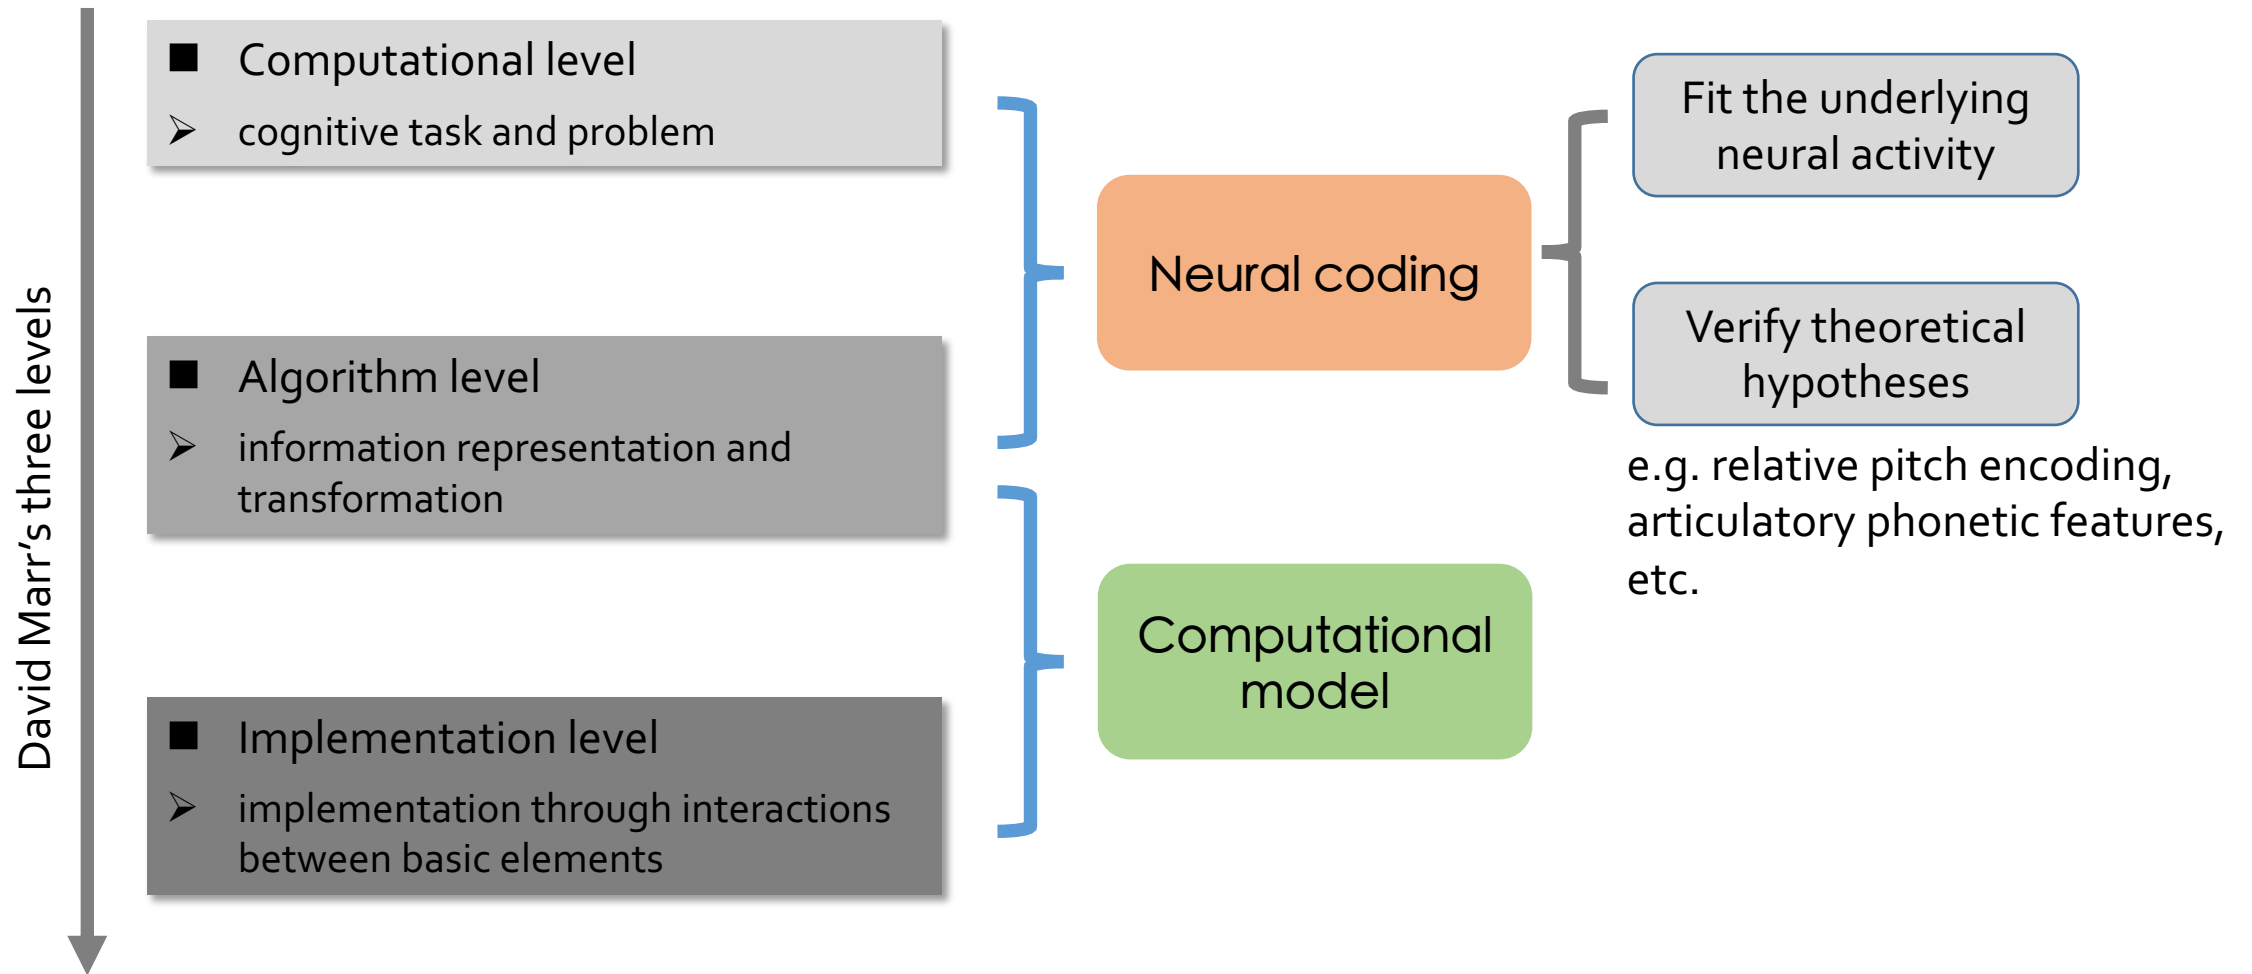 David Marr's three levels
■ Computational level
➢ cognitive task and problem
■ Algorithm level
➢ information representation and
transformation
■ Implementation level
➢ implementation through interactions
between basic elements
Neural coding
Computational
model
Fit the underlying
neural activity
Verify theoretical
hypotheses
e.g. relative pitch encoding,
articulatory phonetic features,
etc.